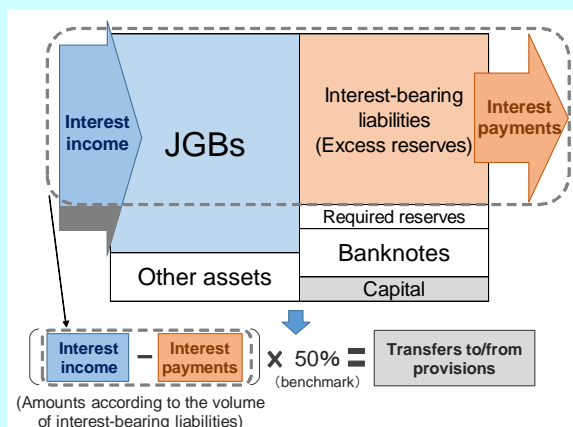 Interest
income
JGBs
Interest-bearing
liabilities
(Excess reserves)
Interest
payments
Required reserves
Banknotes
Other assets
Capital
Interest
income
−
Interest
payments
× 50% =
(benchmark)
Transfers to/from
provisions
(Amounts according to the volume
of interest-bearing liabilities)